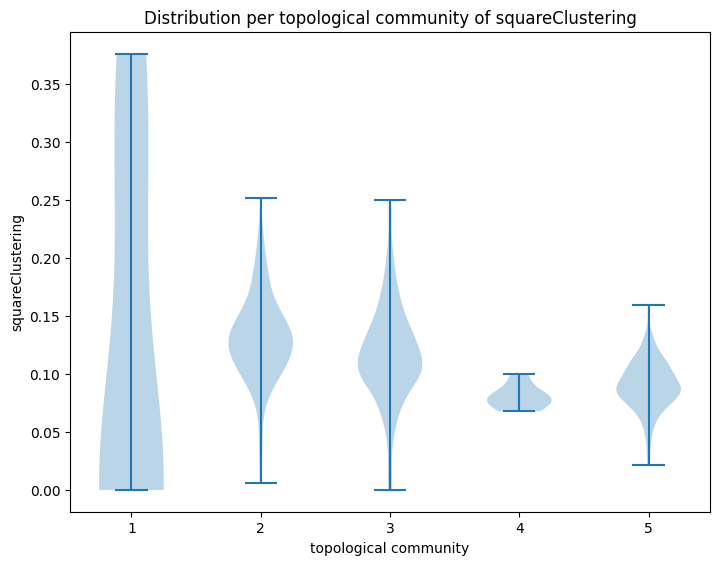 Distribution per topological community of squareClustering
squareClustering
0.35
0.30
0.25
0.20
0.15
0.10
0.05
0.00
1 2 3 4 5
topological community